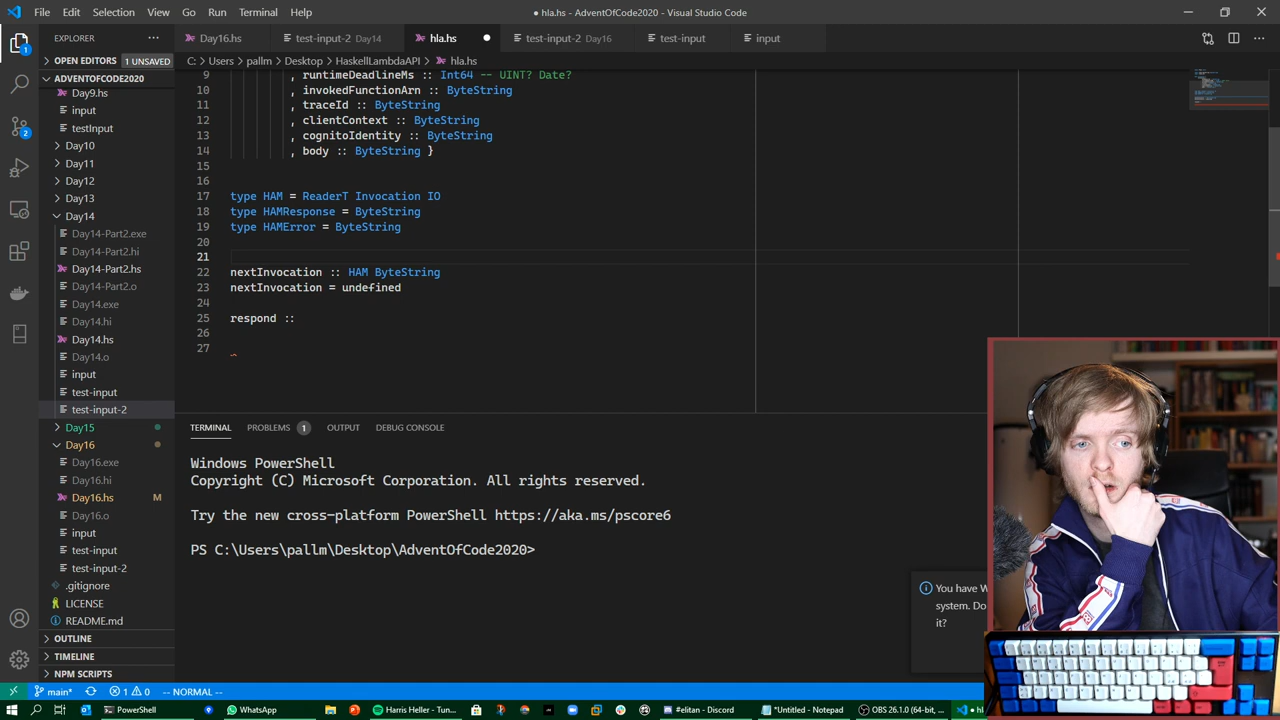 File Edit Selection View Go Run Terminal Help
● hla.hs - AdventOfCode2020 - Visual Studio Code
EXPLORER
Day16.hs
test-input-2 Day14
hla.hs ●
test-input-2 Day16
test-input
input
OPEN EDITORS 1 UNSAVED
C: > Users > pallm > Desktop > HaskellLambdaAPI > hla.hs
ADVENTOFCODE2020
Day9.hs
input
testInput
Day10
Day11
Day12
Day13
Day14
Day14-Part2.exe
Day14-Part2.hi
Day14-Part2.hs
Day14-Part2.o
Day14.exe
Day14.hi
Day14.hs
Day14.o
input
test-input
test-input-2
Day15
Day16
Day16.exe
Day16.hi
Day16.hs M
Day16.o
input
test-input
test-input-2
.gitignore
LICENSE
README.md
OUTLINE
TIMELINE
NPM SCRIPTS
9 , runtimeDeadlineMs :: Int64 -- UINT? Date?
10 , invokedFunctionArn :: ByteString
11 , traceId :: ByteString
12 , clientContext :: ByteString
13 , cognitoIdentity :: ByteString
14 , body :: ByteString }
15
16
17 type HAM = ReaderT Invocation IO
18 type HAMResponse = ByteString
19 type HAMError = ByteString
20
21
22 nextInvocation :: HAM ByteString
23 nextInvocation = undefined
24
25 respond ::
26
27
TERMINAL PROBLEMS 1 OUTPUT DEBUG CONSOLE
Windows PowerShell
Copyright (C) Microsoft Corporation. All rights reserved.
Try the new cross-platform PowerShell https://aka.ms/pscore6
PS C:\Users\pallm\Desktop\AdventOfCode2020>
You have W
system. Do
it?
main* 1 0 -- NORMAL --
PowerShell
WhatsApp
Harris Heller - Tun...
#elitan - Discord
*Untitled - Notepad
OBS 26.1.0 (64-bit, ...